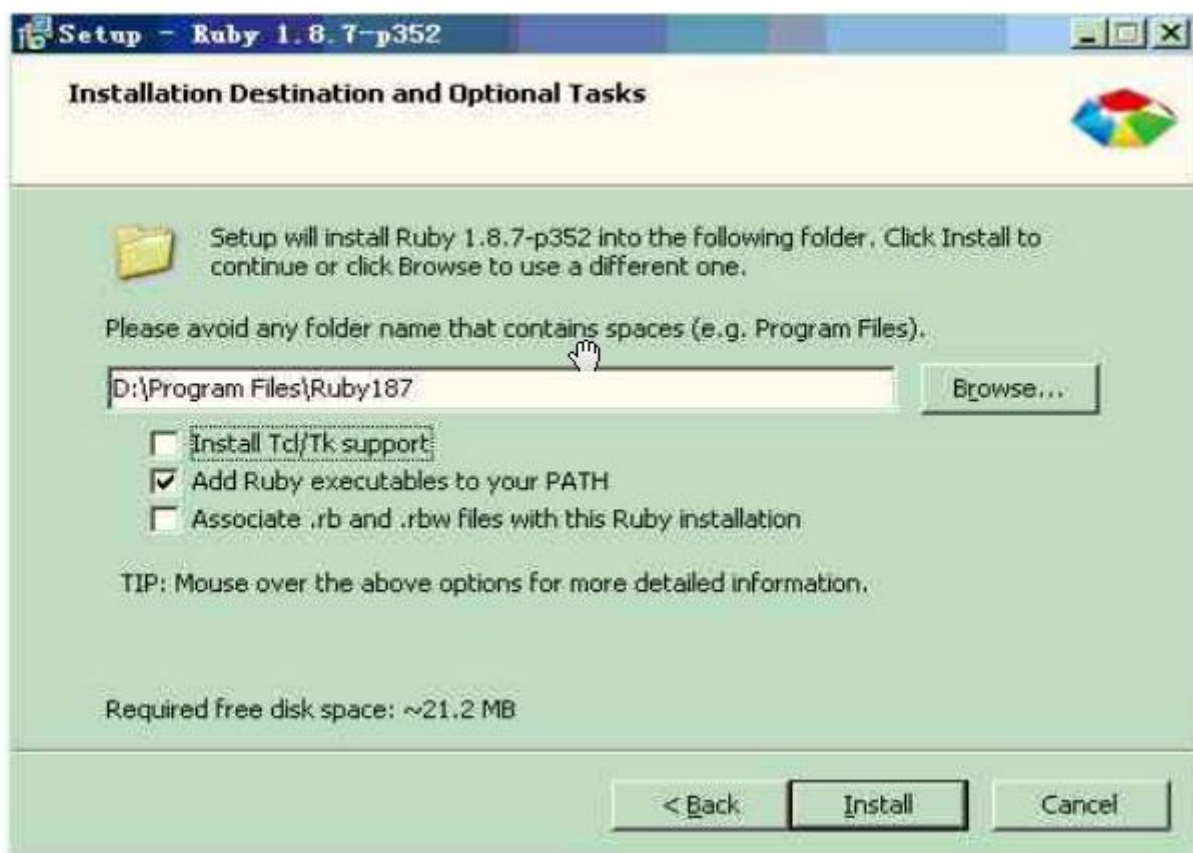 Setup - Ruby 1.8.7-p352
Installation Destination and Optional Tasks
Setup will install Ruby 1.8.7-p352 into the following folder. Click Install to
continue or click Browse to use a different one.
Please avoid any folder name that contains spaces (e.g. Program Files).
D:\Program Files\Ruby187
Browse...
Install Tcl/Tk support
Add Ruby executables to your PATH
Associate .rb and .rbw files with this Ruby installation
TIP: Mouse over the above options for more detailed information.
Required free disk space: ~21.2 MB
< Back
Install
Cancel